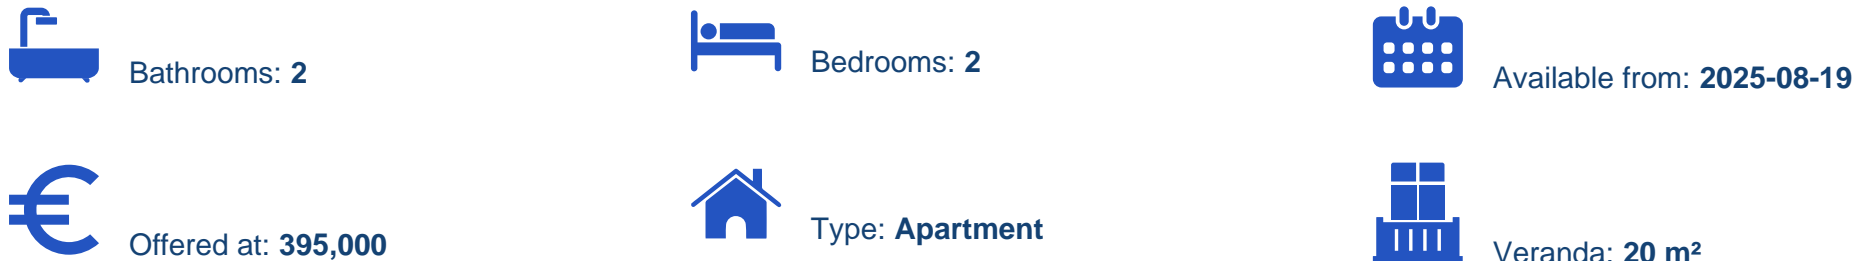 Bathrooms: 2
Bedrooms: 2
Available from: 2025-08-19
Offered at: 395,000
Type: Apartment
Veranda: 20 m²